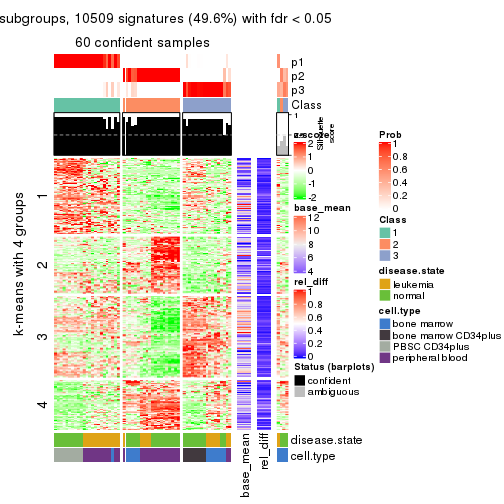 subgroups, 10509 signatures (49.6%) with fdr < 0.05
60 confident samples
p1
p2
p3
Class
1
Silhouette
score
z-score
2
1
0
-1
-2
base_mean
12
10
8
6
4
rel_diff
1
0.8
0.6
0.4
0.2
0
Status (barplots)
confident
ambiguous
Prob
1
0.8
0.6
0.4
0.2
0
Class
1
2
3
disease.state
leukemia
normal
cell.type
bone marrow
bone marrow CD34plus
PBSC CD34plus
peripheral blood
k-means with 4 groups
1
2
3
4
disease.state
cell.type
base_mean
rel_diff